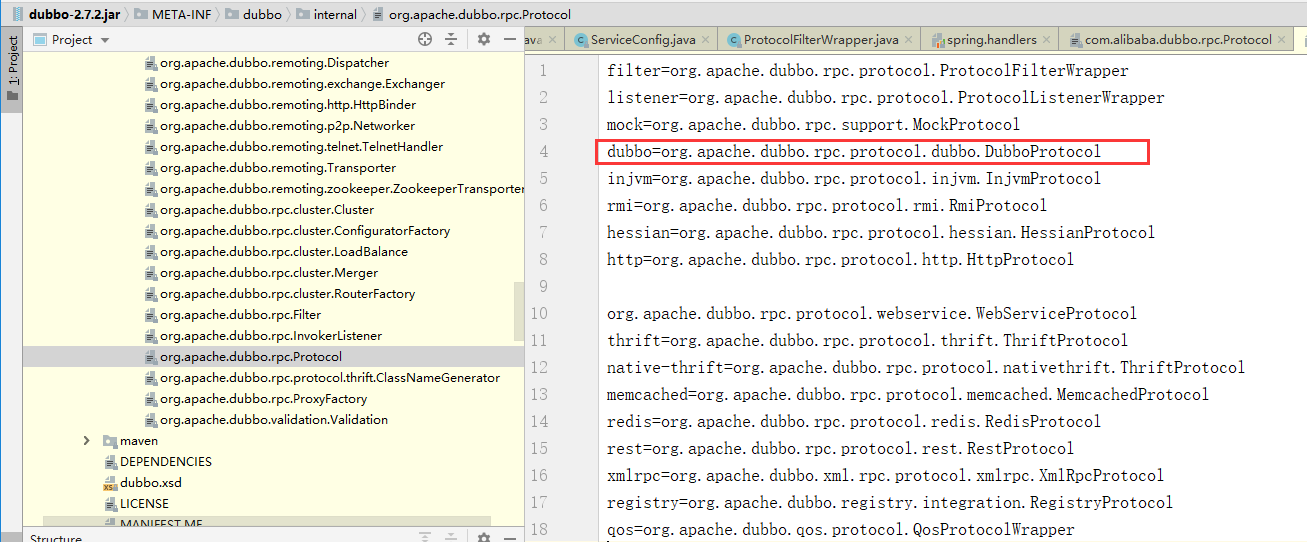 dubbo-2.7.2.jar META-INF dubbo internal org.apache.dubbo.rpc.Protocol
1: Project
Project
ava ServiceConfig.java ProtocolFilterWrapper.java spring.handlers com.alibaba.dubbo.rpc.Protocol
org.apache.dubbo.remoting.Dispatcher
org.apache.dubbo.remoting.exchange.Exchanger
org.apache.dubbo.remoting.http.HttpBinder
org.apache.dubbo.remoting.p2p.Networker
org.apache.dubbo.remoting.telnet.TelnetHandler
org.apache.dubbo.remoting.Transporter
org.apache.dubbo.remoting.zookeeper.ZookeeperTransporter
org.apache.dubbo.rpc.cluster.Cluster
org.apache.dubbo.rpc.cluster.ConfiguratorFactory
org.apache.dubbo.rpc.cluster.LoadBalance
org.apache.dubbo.rpc.cluster.Merger
org.apache.dubbo.rpc.cluster.RouterFactory
org.apache.dubbo.rpc.Filter
org.apache.dubbo.rpc.InvokerListener
org.apache.dubbo.rpc.Protocol
org.apache.dubbo.rpc.protocol.thrift.ClassNameGenerator
org.apache.dubbo.rpc.ProxyFactory
org.apache.dubbo.validation.Validation
maven
DEPENDENCIES
dubbo.xsd
LICENSE
MANIFEST.MF
Structure
1 filter=org.apache.dubbo.rpc.protocol.ProtocolFilterWrapper
2 listener=org.apache.dubbo.rpc.protocol.ProtocolListenerWrapper
3 mock=org.apache.dubbo.rpc.support.MockProtocol
4 dubbo=org.apache.dubbo.rpc.protocol.dubbo.DubboProtocol
5 injvm=org.apache.dubbo.rpc.protocol.injvm.InjvmProtocol
6 rmi=org.apache.dubbo.rpc.protocol.rmi.RmiProtocol
7 hessian=org.apache.dubbo.rpc.protocol.hessian.HessianProtocol
8 http=org.apache.dubbo.rpc.protocol.http.HttpProtocol
9
10 org.apache.dubbo.rpc.protocol.webservice.WebServiceProtocol
11 thrift=org.apache.dubbo.rpc.protocol.thrift.ThriftProtocol
12 native-thrift=org.apache.dubbo.rpc.protocol.nativethrift.ThriftProtocol
13 memcached=org.apache.dubbo.rpc.protocol.memcached.MemcachedProtocol
14 redis=org.apache.dubbo.rpc.protocol.redis.RedisProtocol
15 rest=org.apache.dubbo.rpc.protocol.rest.RestProtocol
16 xmlrpc=org.apache.dubbo.xml.rpc.protocol.xmlrpc.XmlRpcProtocol
17 registry=org.apache.dubbo.registry.integration.RegistryProtocol
18 qos=org.apache.dubbo.qos.protocol.QosProtocolWrapper